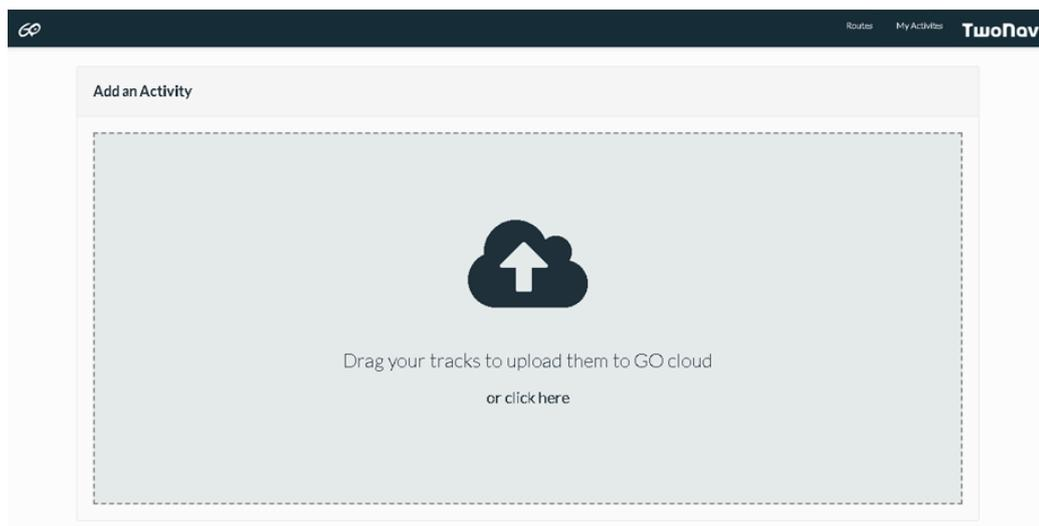 GO
Routes
My Activites
TwoNav
Add an Activity
Drag your tracks to upload them to GO cloud
or click here